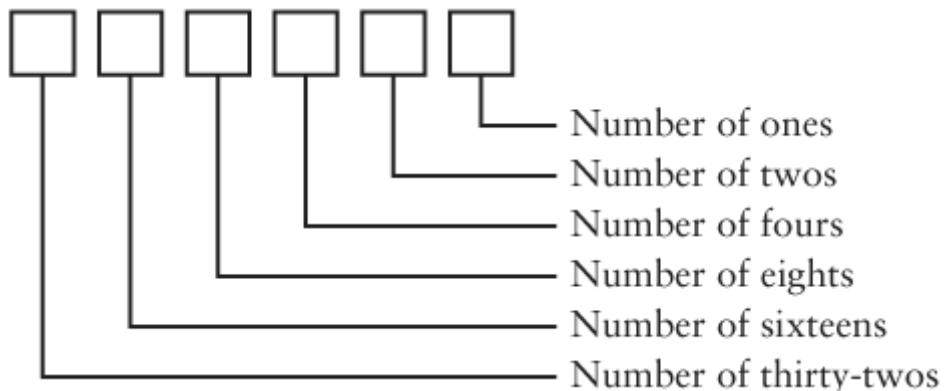 Number of ones
Number of twos
Number of fours
Number of eights
Number of sixteens
Number of thirty-twos